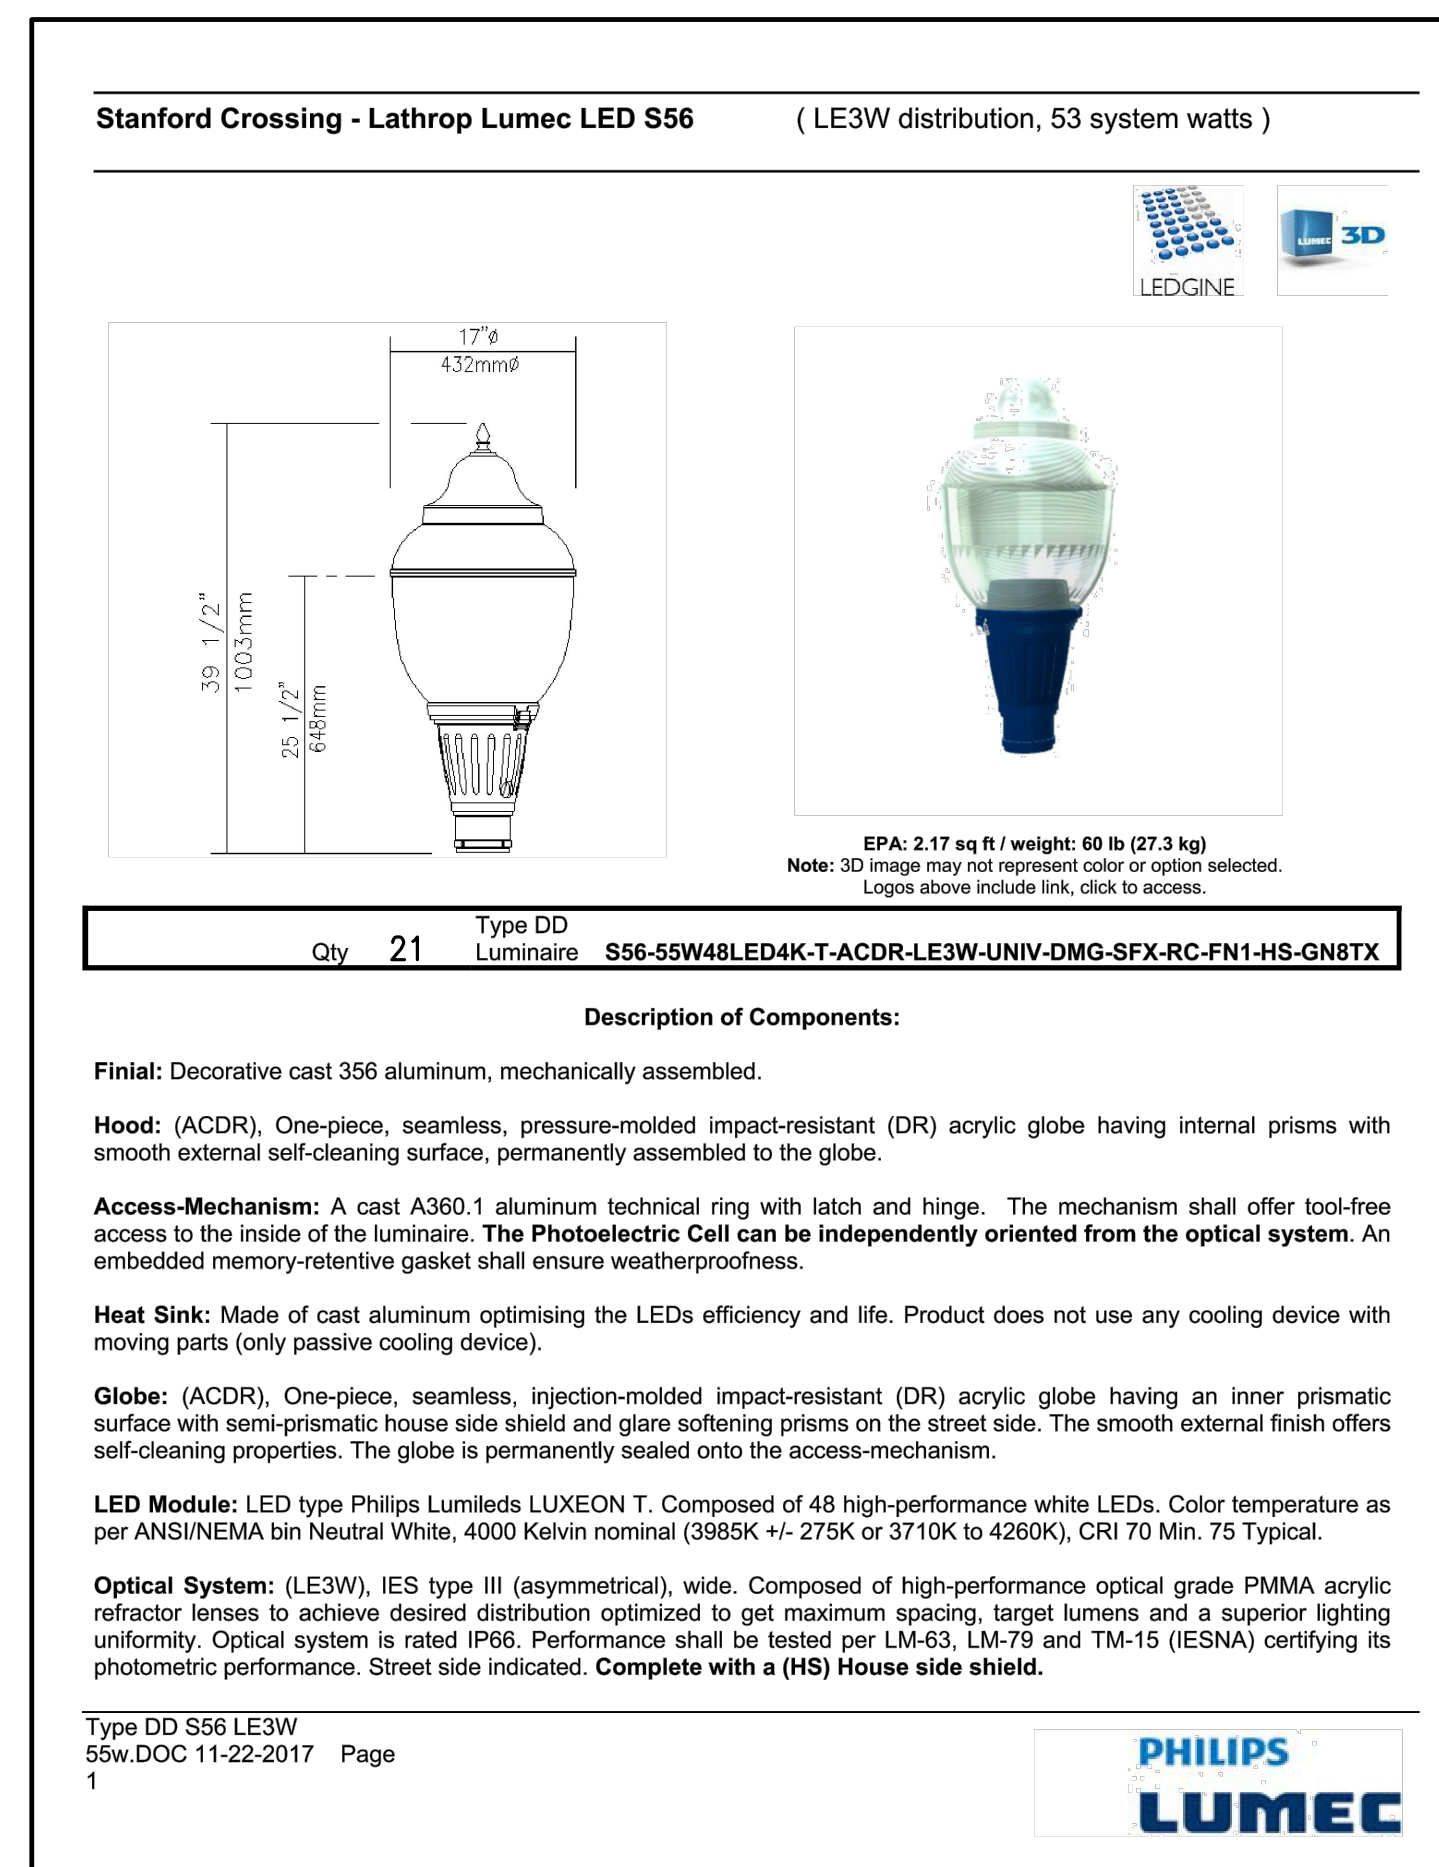 Stanford Crossing - Lathrop Lumec LED S56 ( LE3W distribution, 53 system watts )
LEDGINE
LUMEC 3D
17"ø
432mmø
39 1/2"
1003mm
25 1/2"
648mm
EPA: 2.17 sq ft / weight: 60 lb (27.3 kg)
Note: 3D image may not represent color or option selected.
Logos above include link, click to access.
Type DD
Qty 21 Luminaire S56-55W48LED4K-T-ACDR-LE3W-UNIV-DMG-SFX-RC-FN1-HS-GN8TX
Description of Components:
Finial: Decorative cast 356 aluminum, mechanically assembled.
Hood: (ACDR), One-piece, seamless, pressure-molded impact-resistant (DR) acrylic globe having internal prisms with
smooth external self-cleaning surface, permanently assembled to the globe.
Access-Mechanism: A cast A360.1 aluminum technical ring with latch and hinge. The mechanism shall offer tool-free
access to the inside of the luminaire. The Photoelectric Cell can be independently oriented from the optical system. An
embedded memory-retentive gasket shall ensure weatherproofness.
Heat Sink: Made of cast aluminum optimising the LEDs efficiency and life. Product does not use any cooling device with
moving parts (only passive cooling device).
Globe: (ACDR), One-piece, seamless, injection-molded impact-resistant (DR) acrylic globe having an inner prismatic
surface with semi-prismatic house side shield and glare softening prisms on the street side. The smooth external finish offers
self-cleaning properties. The globe is permanently sealed onto the access-mechanism.
LED Module: LED type Philips Lumileds LUXEON T. Composed of 48 high-performance white LEDs. Color temperature as
per ANSI/NEMA bin Neutral White, 4000 Kelvin nominal (3985K +/- 275K or 3710K to 4260K), CRI 70 Min. 75 Typical.
Optical System: (LE3W), IES type III (asymmetrical), wide. Composed of high-performance optical grade PMMA acrylic
refractor lenses to achieve desired distribution optimized to get maximum spacing, target lumens and a superior lighting
uniformity. Optical system is rated IP66. Performance shall be tested per LM-63, LM-79 and TM-15 (IESNA) certifying its
photometric performance. Street side indicated. Complete with a (HS) House side shield.
Type DD S56 LE3W
55w.DOC 11-22-2017 Page
1
PHILIPS
LUMEC